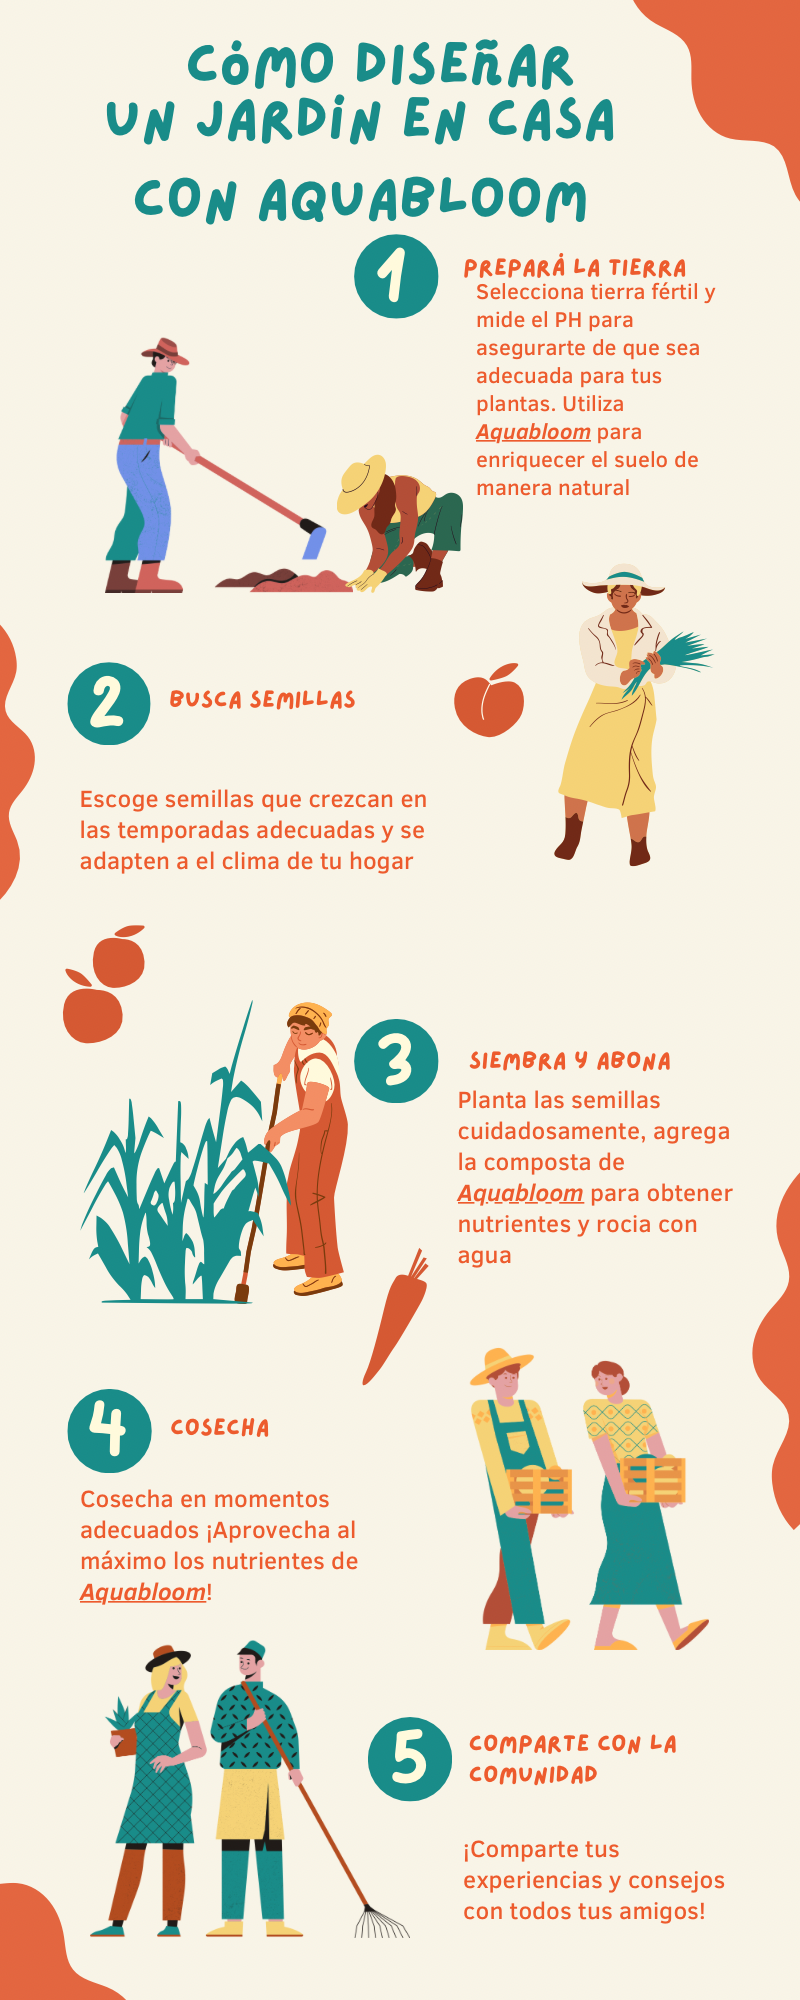 CÓMO DISEÑAR
UN JARDÍN EN CASA
CON AQUABLOOM
1
PREPARÁ LA TIERRA
Selecciona tierra fértil y
mide el PH para
asegurarte de que sea
adecuada para tus
plantas. Utiliza
Aquabloom para
enriquecer el suelo de
manera natural
2
BUSCA SEMILLAS
Escoge semillas que crezcan en
las temporadas adecuadas y se
adapten a el clima de tu hogar
3
SIEMBRA Y ABONA
Planta las semillas
cuidadosamente, agrega
la composta de
Aquabloom para obtener
nutrientes y rocia con
agua
4
COSECHA
Cosecha en momentos
adecuados ¡Aprovecha al
máximo los nutrientes de
Aquabloom!
5
COMPARTE CON LA
COMUNIDAD
¡Comparte tus
experiencias y consejos
con todos tus amigos!